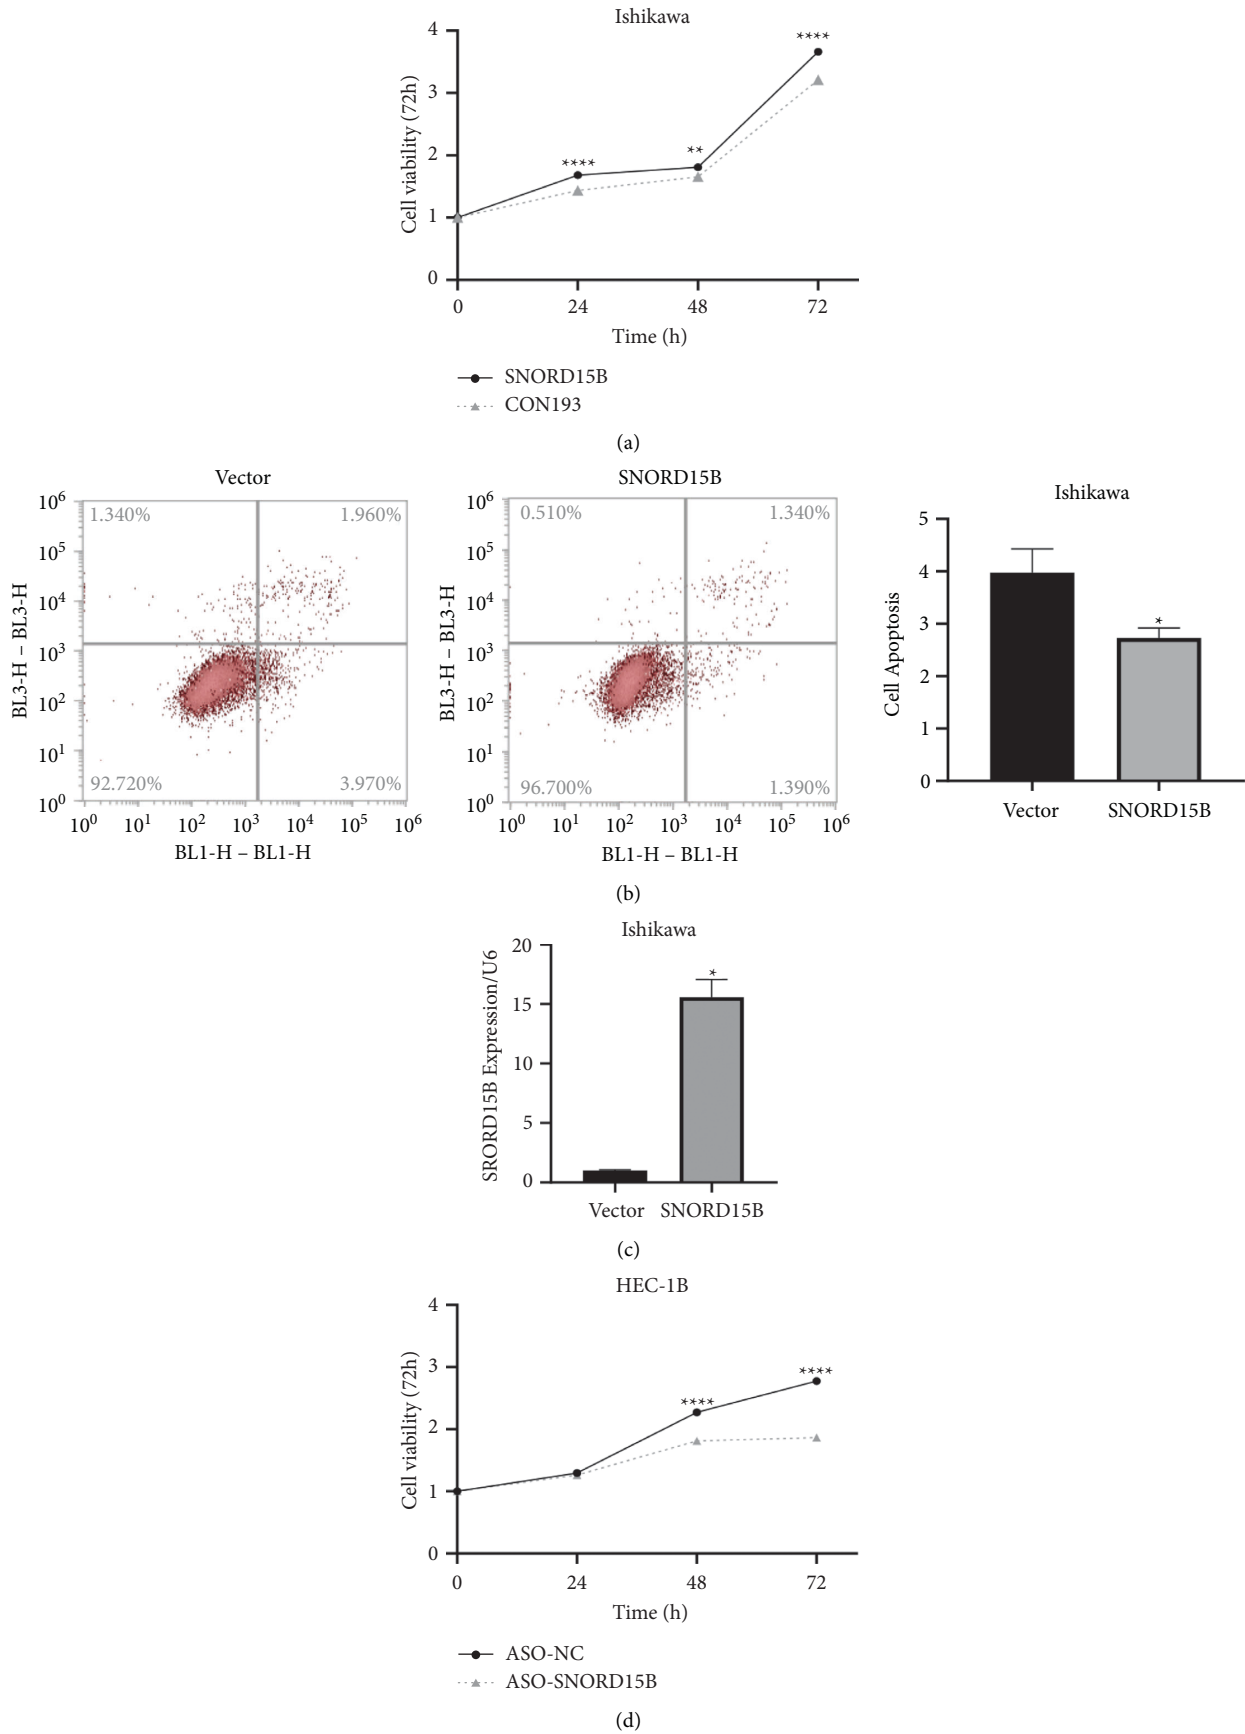 Ishikawa
****
4
3
Cell viability (72h)
**
****
2
1
0
0 24 48 72
Time (h)
SNORD15B
CON193
(a)
Vector
10^6
1.340% 1.960%
10^5
10^4
BL3-H – BL3-H
10^3
10^2
10^1
92.720% 3.970%
10^0
10^0 10^1 10^2 10^3 10^4 10^5 10^6
BL1-H – BL1-H
SNORD15B
10^6
0.510% 1.340%
10^5
10^4
BL3-H – BL3-H
10^3
10^2
10^1
96.700% 1.390%
10^0
10^0 10^1 10^2 10^3 10^4 10^5 10^6
BL1-H – BL1-H
Ishikawa
5
4
Cell Apoptosis
3
*
2
1
0
Vector SNORD15B
(b)
Ishikawa
20
*
SRORD15B Expression/U6
15
10
5
0
Vector SNORD15B
(c)
HEC-1B
4
3
Cell viability (72h)
****
****
2
1
0
0 24 48 72
Time (h)
ASO-NC
ASO-SNORD15B
(d)